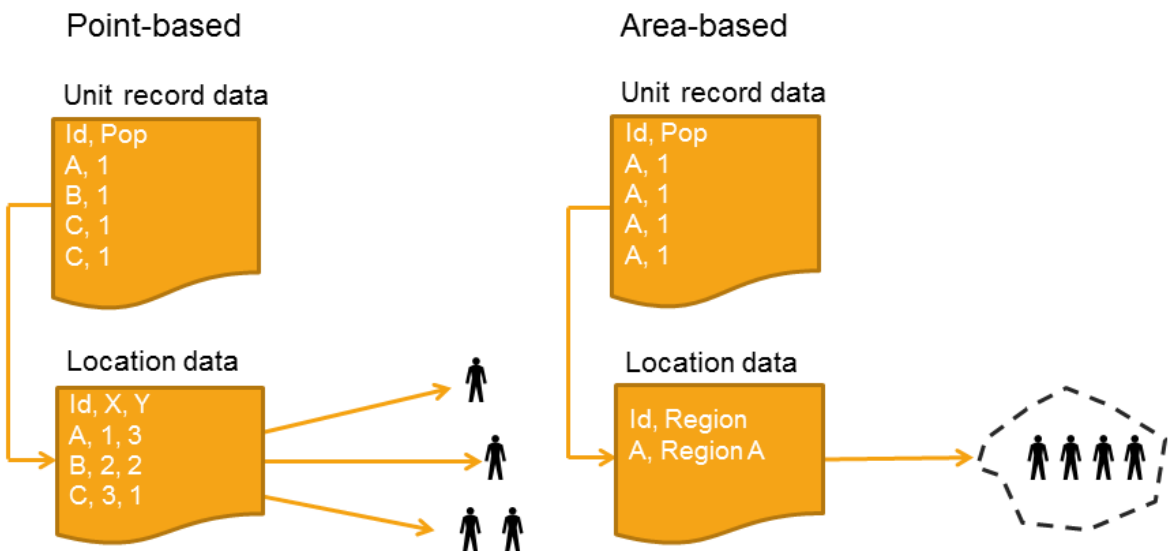 Point-based
Unit record data
Id, Pop
A, 1
B, 1
C, 1
C, 1
Location data
Id, X, Y
A, 1, 3
B, 2, 2
C, 3, 1
Area-based
Unit record data
Id, Pop
A, 1
A, 1
A, 1
A, 1
Location data
Id, Region
A, Region A